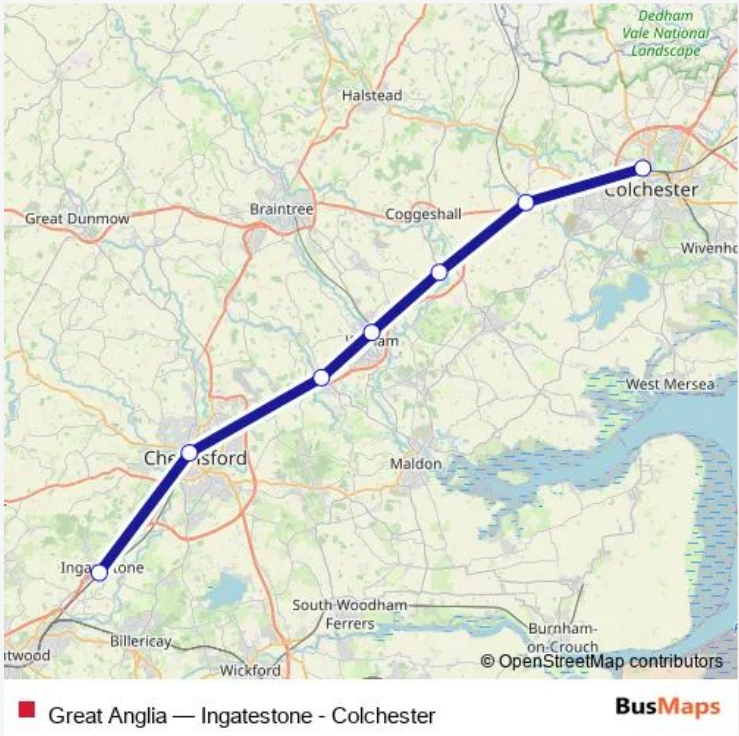 Dedham
Vale National
Landscape
Halstead
Colchester
Braintree
Coggeshall
Great Dunmow
Wivenho
West Mersea
Maldon
South Woodham
Ferrers
Burnham-
on-Crouch
Billericay
Wickford
ntwood
© OpenStreetMap contributors
Great Anglia — Ingatestone - Colchester
BusMaps